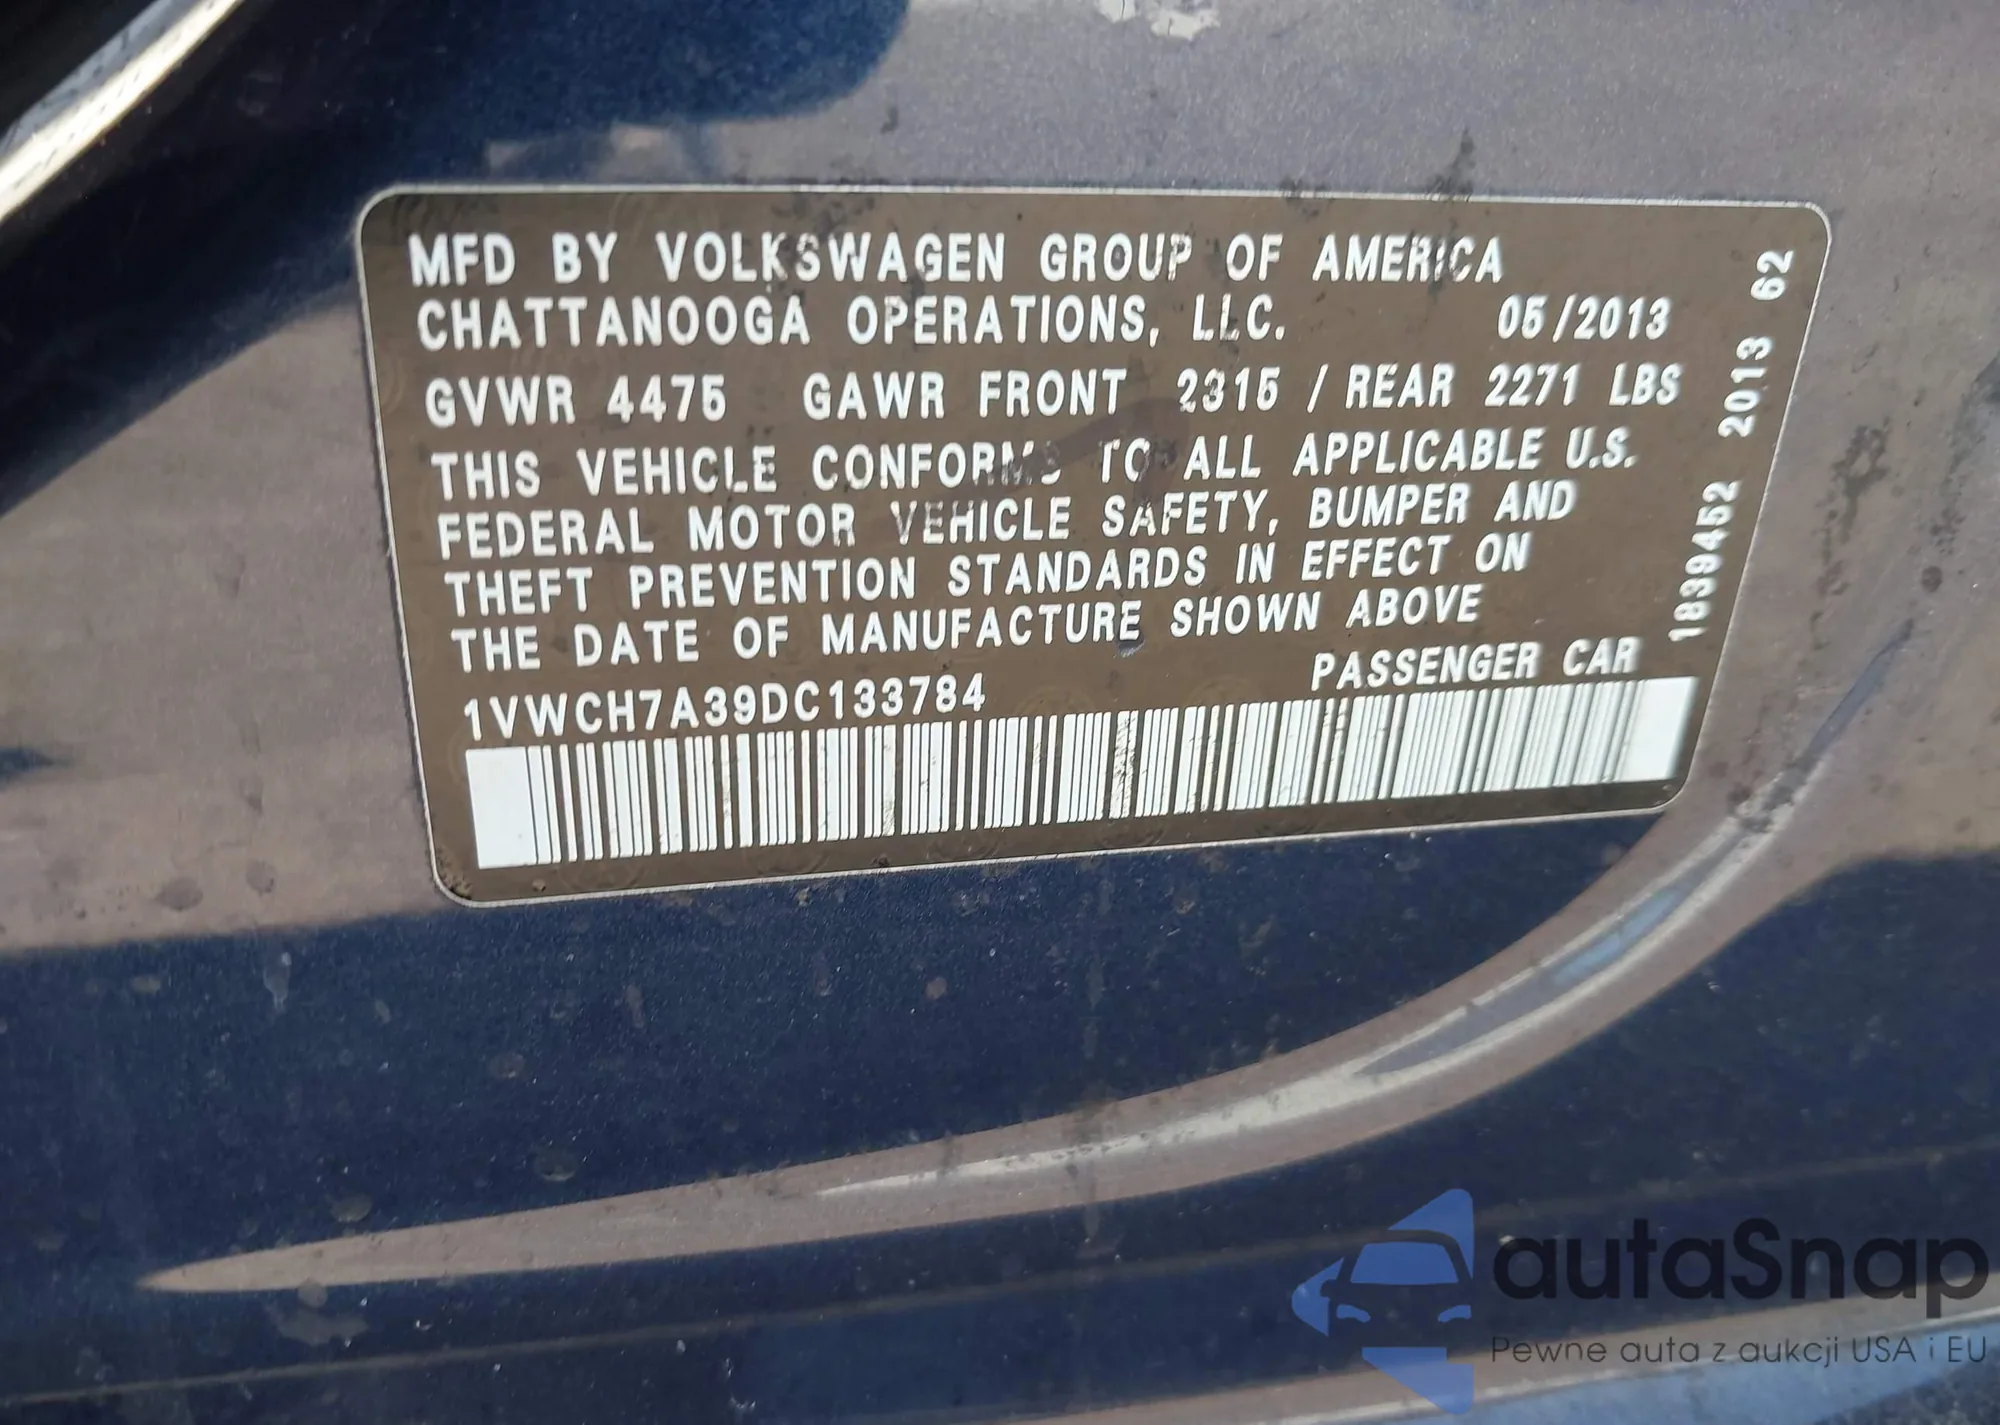 MFD BY VOLKSWAGEN GROUP OF AMERICA
CHATTANOOGA OPERATIONS, LLC. 05/2013
GVWR 4475 GAWR FRONT 2315 / REAR 2271 LBS
THIS VEHICLE CONFORMS TO ALL APPLICABLE U.S.
FEDERAL MOTOR VEHICLE SAFETY, BUMPER AND
THEFT PREVENTION STANDARDS IN EFFECT ON
THE DATE OF MANUFACTURE SHOWN ABOVE
PASSENGER CAR
1VWCH7A39DC133784
1839452 2013 62
autaSnap
Pewne auta z aukcji USA i EU